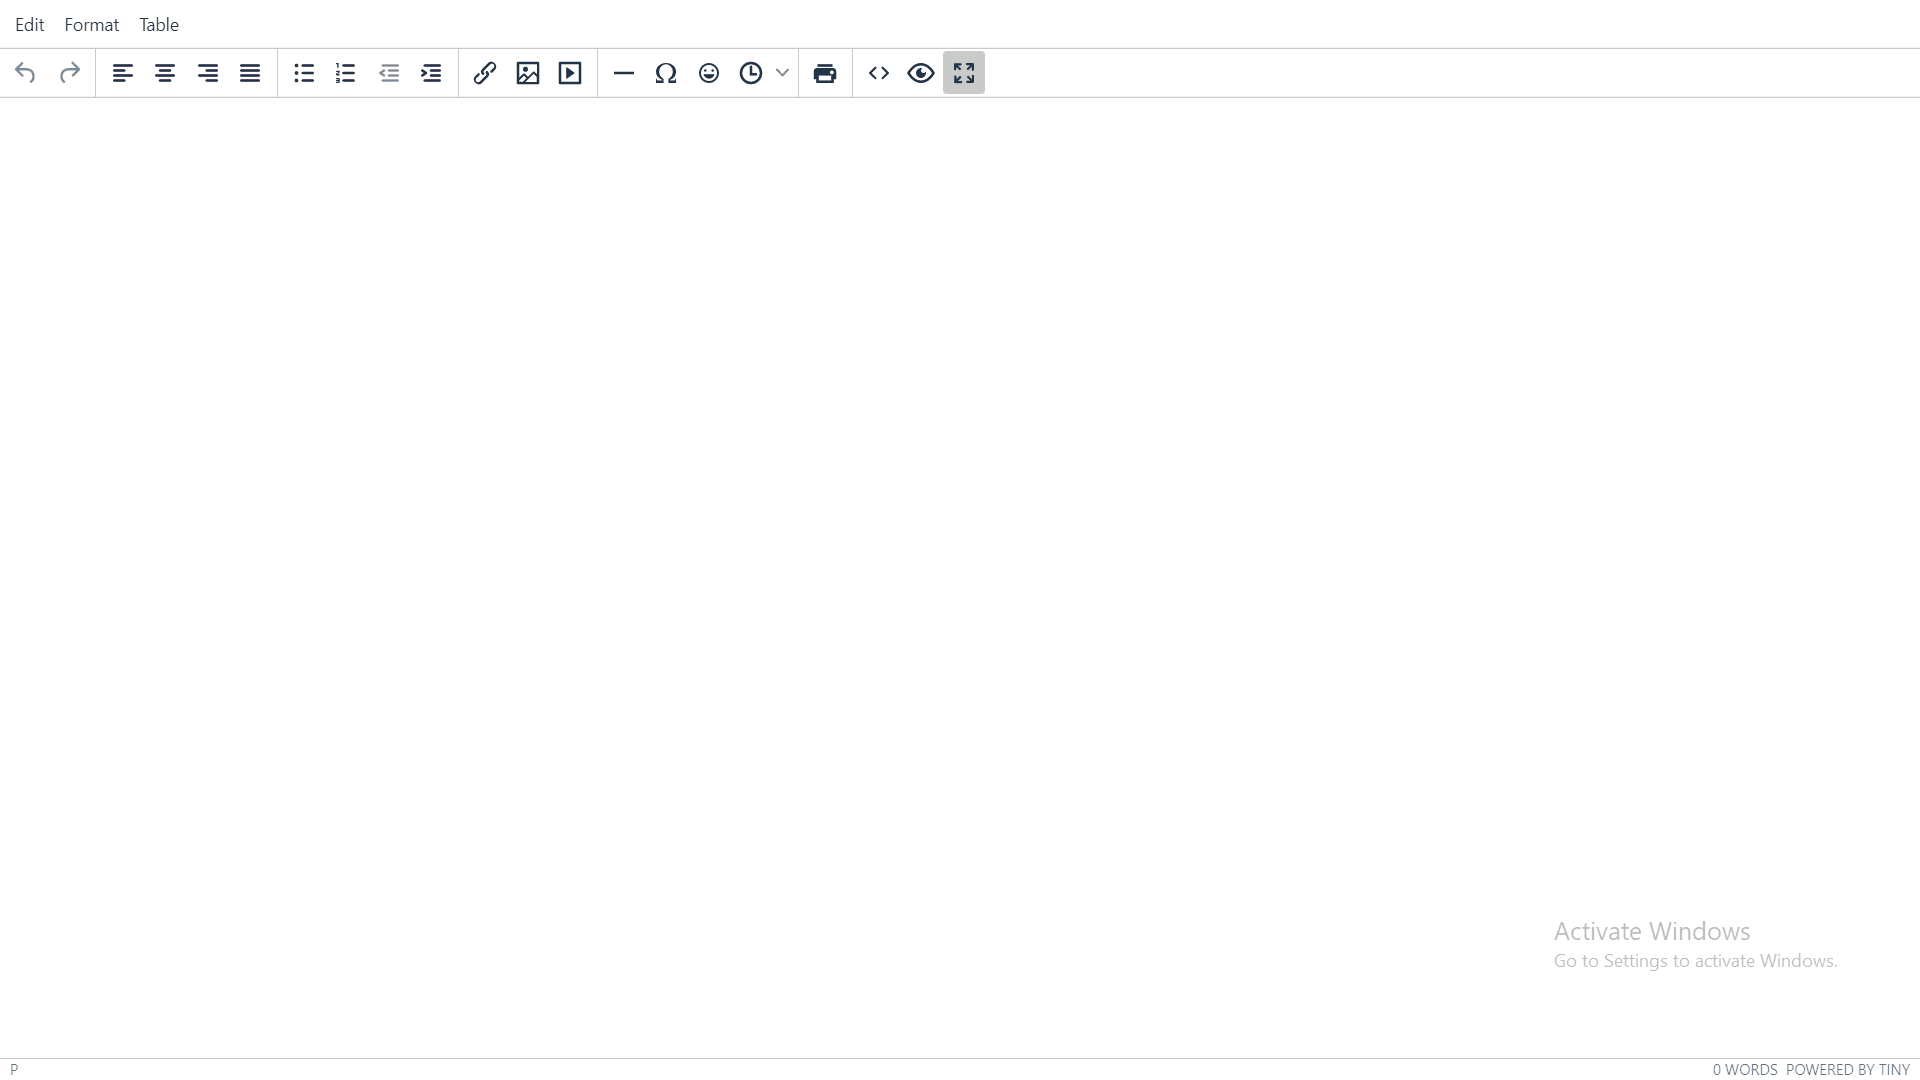 Edit Format Table
Activate Windows
Go to Settings to activate Windows.
P 0 WORDS POWERED BY TINY